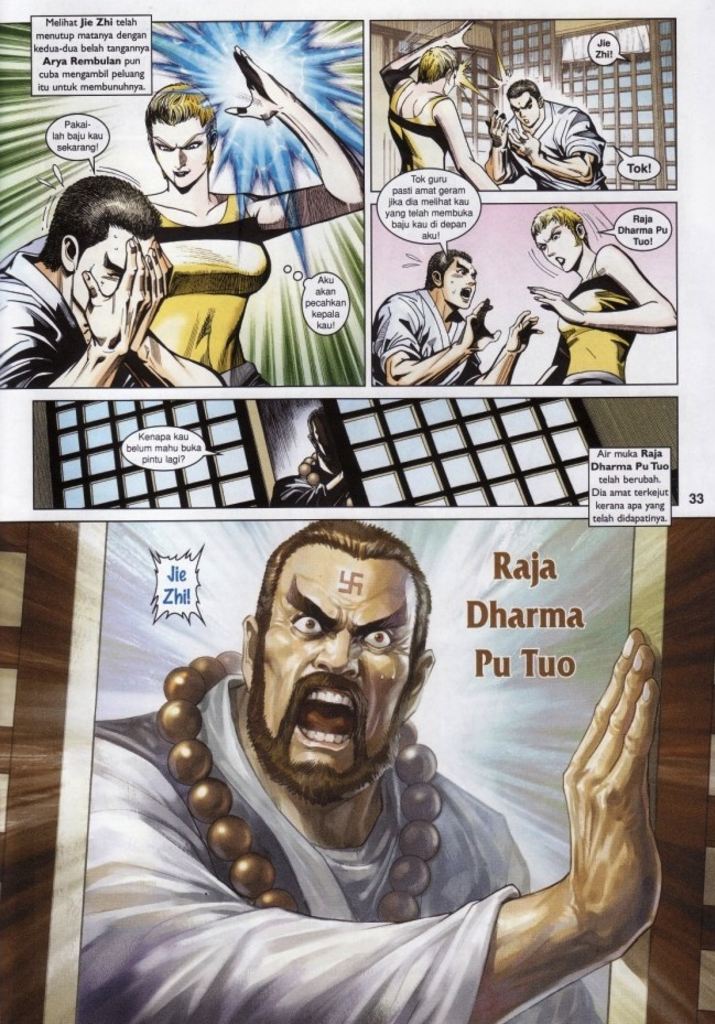 Melihat Jie Zhi telah
menutup matanya dengan
kedua-dua belah tangannya
Arya Rembulan pun
cuba mengambil peluang
itu untuk membunuhnya.
Pakai-
lah baju kau
sekarang!
Aku
akan
pecahkan
kepala
kau!
Jie
Zhi!
Tok!
Tok guru
pasti amat geram
yang telah membuka
baju kau di depan
aku!
Raja
Dharma Pu
Tuo!
Kenapa kau
belum mahu buka
pintu lagi?
Air muka Raja
Dharma Pu Tuo
telah berubah.
Dia amat terkejut
kerana apa yang
telah didapatinya.
33
Jie
Zhi!
Raja
Dharma
Pu Tuo